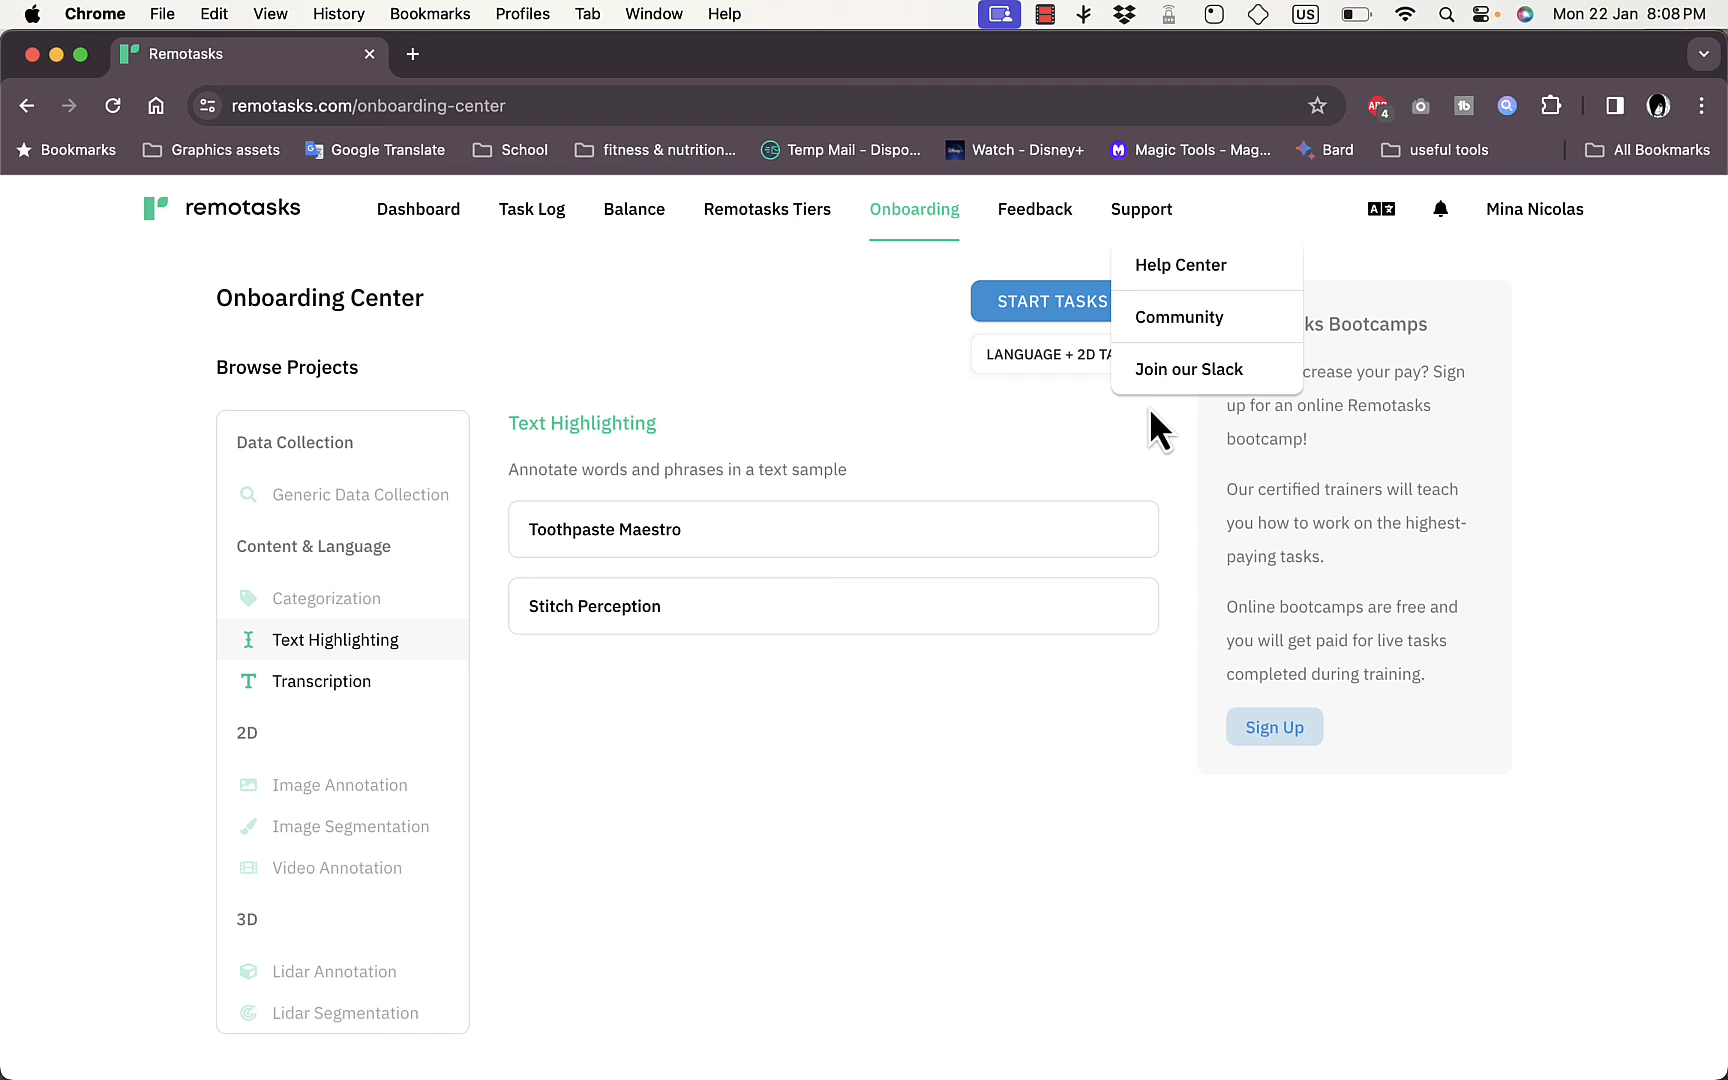 Chrome File Edit View History Bookmarks Profiles Tab Window Help US Mon 22 Jan 8:08 PM
Remotasks
remotasks.com/onboarding-center ABP 4 tb
Bookmarks Graphics assets Google Translate School fitness & nutrition... Temp Mail - Dispo... Watch - Disney+ Magic Tools - Mag... Bard useful tools All Bookmarks
remotasks Dashboard Task Log Balance Remotasks Tiers Onboarding Feedback Support Mina Nicolas
Help Center
Community
Join our Slack
Onboarding Center
START TASKS
LANGUAGE + 2D TA
Browse Projects
Data Collection
Generic Data Collection
Content & Language
Categorization
Text Highlighting
Transcription
2D
Image Annotation
Image Segmentation
Video Annotation
3D
Lidar Annotation
Lidar Segmentation
Text Highlighting
Annotate words and phrases in a text sample
Toothpaste Maestro
Stitch Perception
ks Bootcamps
crease your pay? Sign
up for an online Remotasks
bootcamp!
Our certified trainers will teach
you how to work on the highest-
paying tasks.
Online bootcamps are free and
you will get paid for live tasks
completed during training.
Sign Up